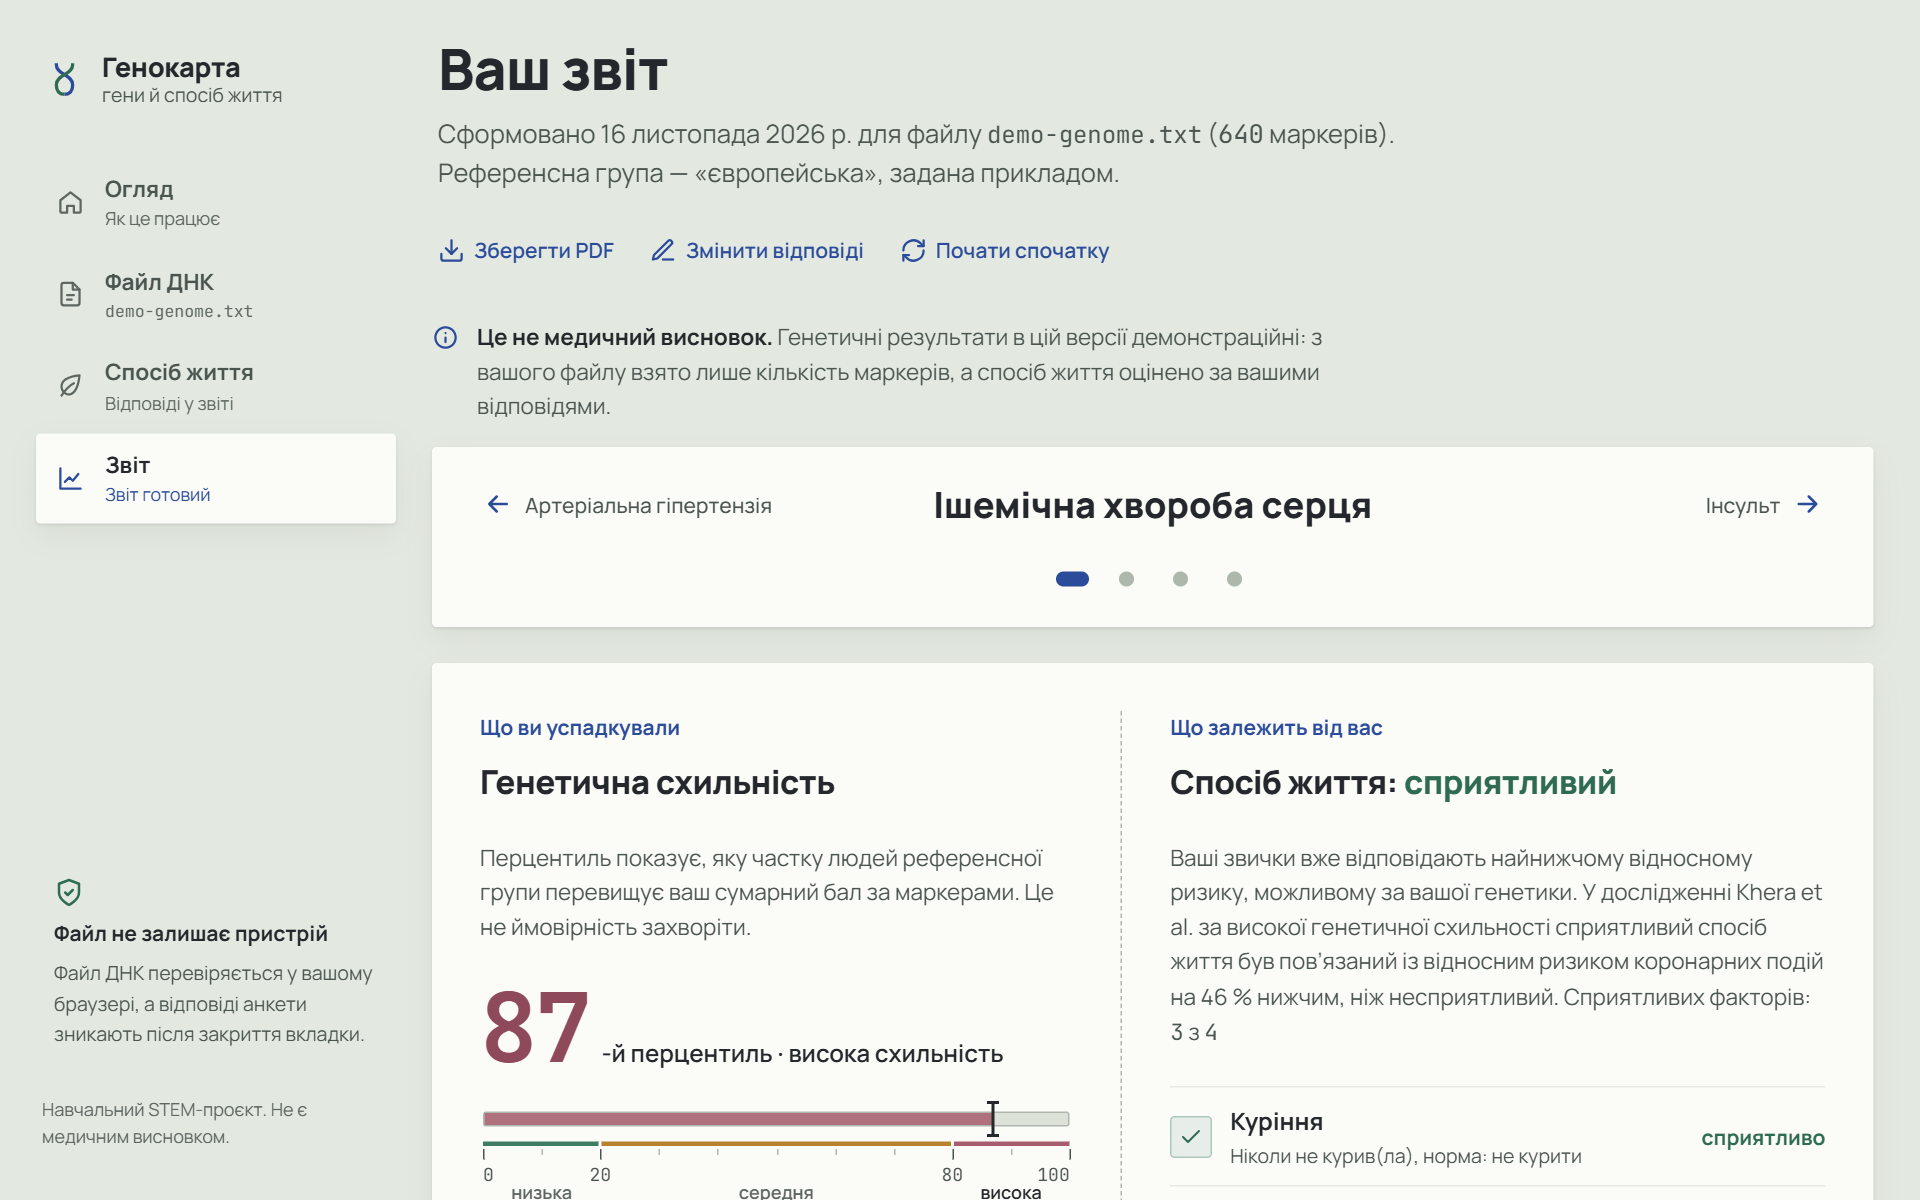 Генокарта
гени й спосіб життя
Огляд
Як це працює
Файл ДНК
demo-genome.txt
Спосіб життя
Відповіді у звіті
Звіт
Звіт готовий
Файл не залишає пристрій
Файл ДНК перевіряється у вашому
браузері, а відповіді анкети
зникають після закриття вкладки.
Навчальний STEM-проєкт. Не є
медичним висновком.
Ваш звіт
Сформовано 16 листопада 2026 р. для файлу demo-genome.txt (640 маркерів).
Референсна група — «європейська», задана прикладом.
Зберегти PDF
Змінити відповіді
Почати спочатку
Це не медичний висновок. Генетичні результати в цій версії демонстраційні: з
вашого файлу взято лише кількість маркерів, а спосіб життя оцінено за вашими
відповідями.
Артеріальна гіпертензія
Ішемічна хвороба серця
Інсульт
Що ви успадкували
Генетична схильність
Перцентиль показує, яку частку людей референсної
групи перевищує ваш сумарний бал за маркерами. Це
не ймовірність захворіти.
87 -й перцентиль · висока схильність
0 20 80 100
низька середня висока
Що залежить від вас
Спосіб життя: сприятливий
Ваші звички вже відповідають найнижчому відносному
ризику, можливому за вашої генетики. У дослідженні Khera et
al. за високої генетичної схильності сприятливий спосіб
життя був пов’язаний із відносним ризиком коронарних подій
на 46 % нижчим, ніж несприятливий. Сприятливих факторів:
3 з 4
Куріння
Ніколи не курив(ла), норма: не курити
сприятливо